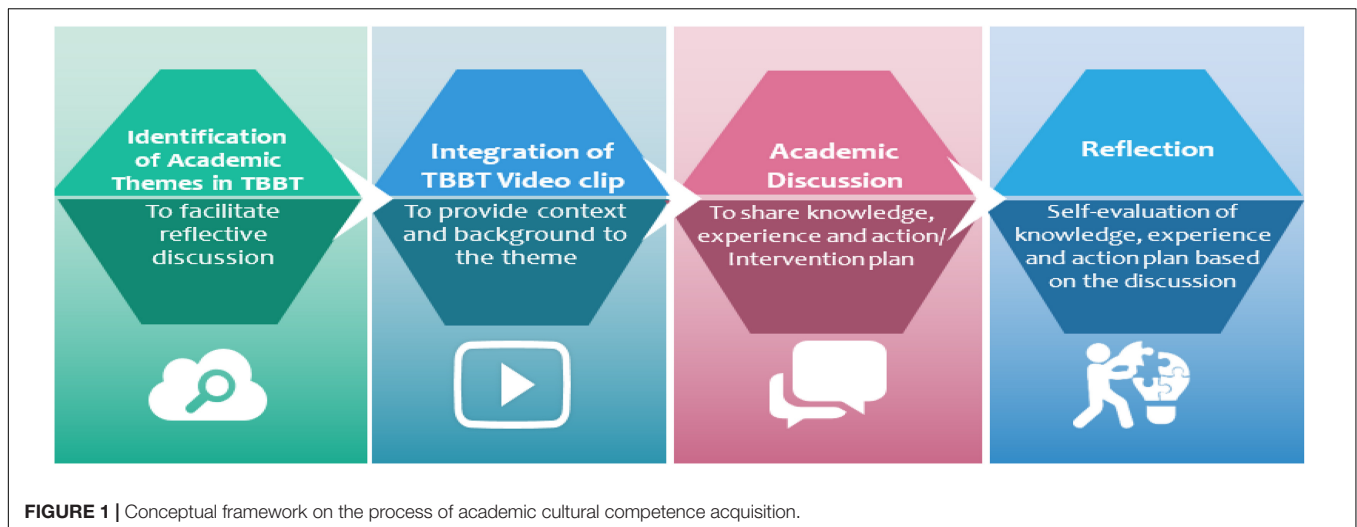 Identification
of Academic
Themes in TBBT
To facilitate
reflective
discussion
Integration of
TBBT Video clip
To provide context
and background to
the theme
Academic
Discussion
To share knowledge,
experience and action/
Intervention plan
Reflection
Self-evaluation of
knowledge, experience
and action plan based
on the discussion
FIGURE 1 | Conceptual framework on the process of academic cultural competence acquisition.